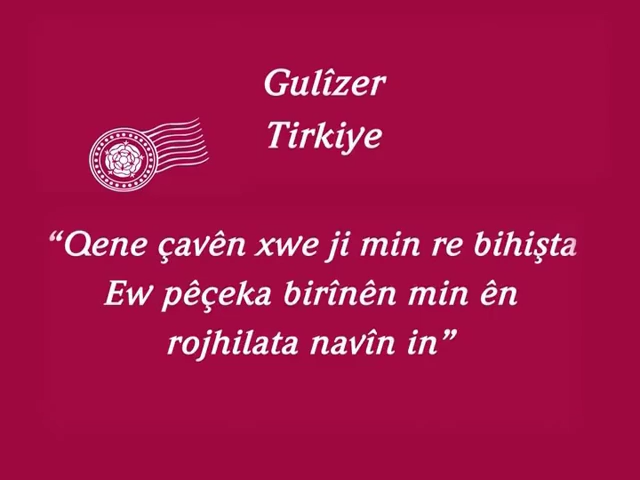 Gulîzer
Tirkiye
“Qene çavên xwe ji min re bihişta
Ew pêçeka birînên min ên
rojhilata navîn in”